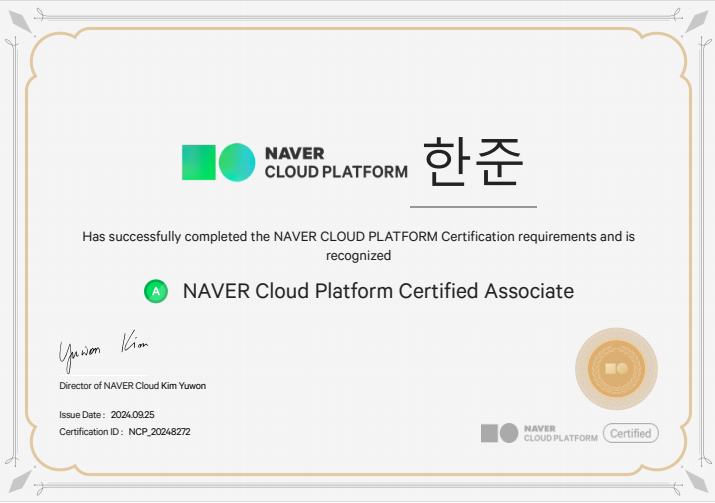 NAVER
CLOUD PLATFORM
한준
Has successfully completed the NAVER CLOUD PLATFORM Certification requirements and is
recognized
A
NAVER Cloud Platform Certified Associate
Yuwon Kim
Director of NAVER Cloud Kim Yuwon
Issue Date : 2024.09.25
Certification ID : NCP_20248272
NAVER
CLOUD PLATFORM
Certified